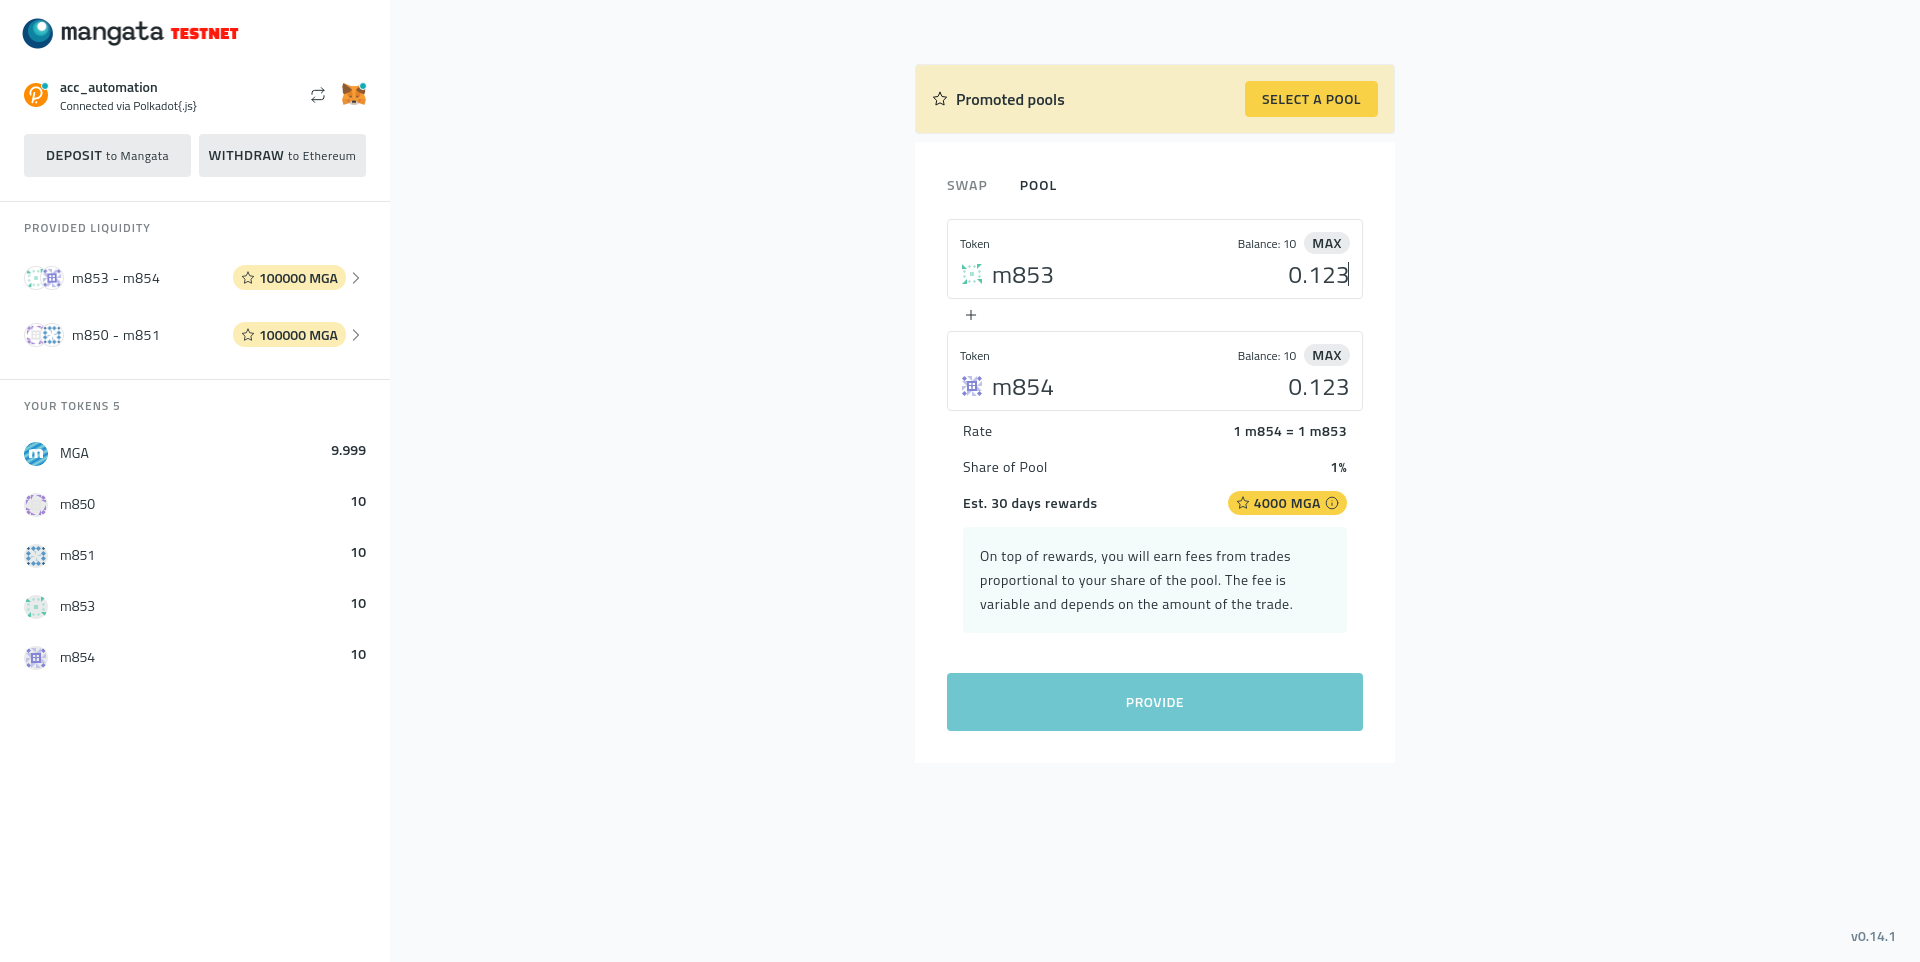 mangata TESTNET
acc_automation
Connected via Polkadot{.js}
DEPOSIT to Mangata
WITHDRAW to Ethereum
PROVIDED LIQUIDITY
m853 - m854
100000 MGA
m850 - m851
100000 MGA
YOUR TOKENS 5
MGA
9.999
m850
10
m851
10
m853
10
m854
10
Promoted pools
SELECT A POOL
SWAP
POOL
Token
Balance: 10
MAX
m853
0.123
+
Token
Balance: 10
MAX
m854
0.123
Rate
1 m854 = 1 m853
Share of Pool
1%
Est. 30 days rewards
4000 MGA
On top of rewards, you will earn fees from trades
proportional to your share of the pool. The fee is
variable and depends on the amount of the trade.
PROVIDE
v0.14.1